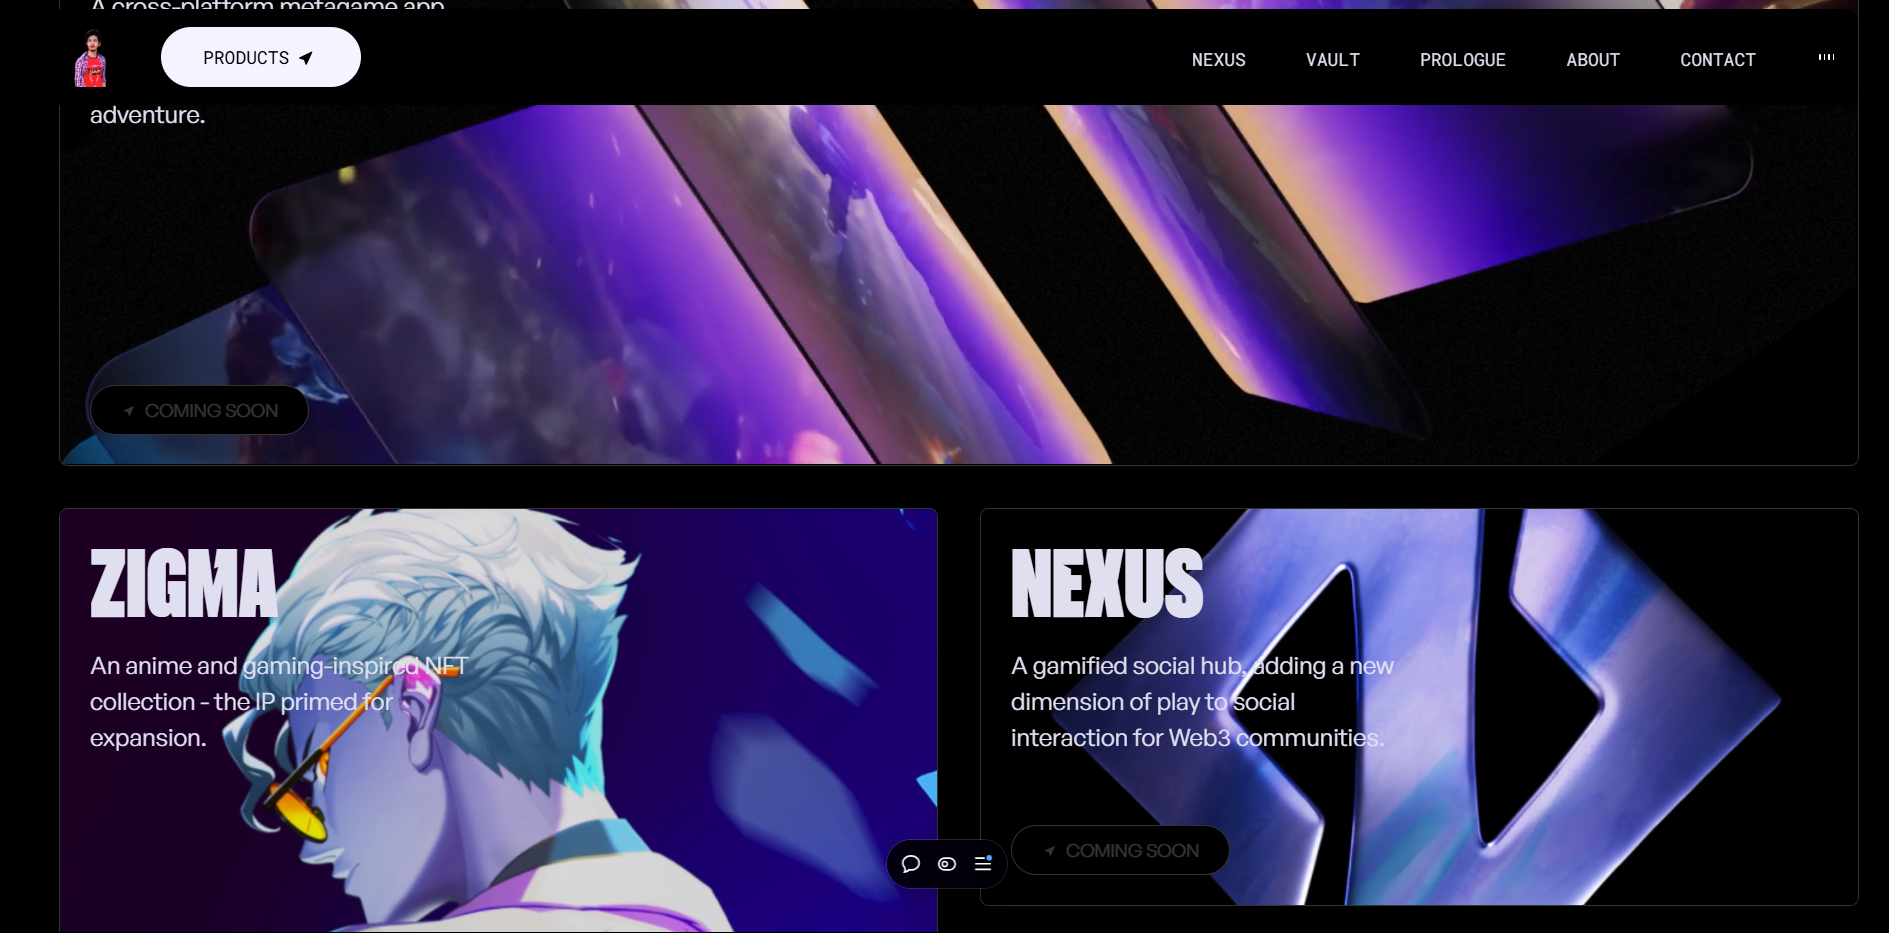 A cross-platform metagame app
PRODUCTS
NEXUS
VAULT
PROLOGUE
ABOUT
CONTACT
adventure.
COMING SOON
ZIGMA
An anime and gaming-inspired NFT
collection - the IP primed for
expansion.
NEXUS
A gamified social hub, adding a new
dimension of play to social
interaction for Web3 communities.
COMING SOON